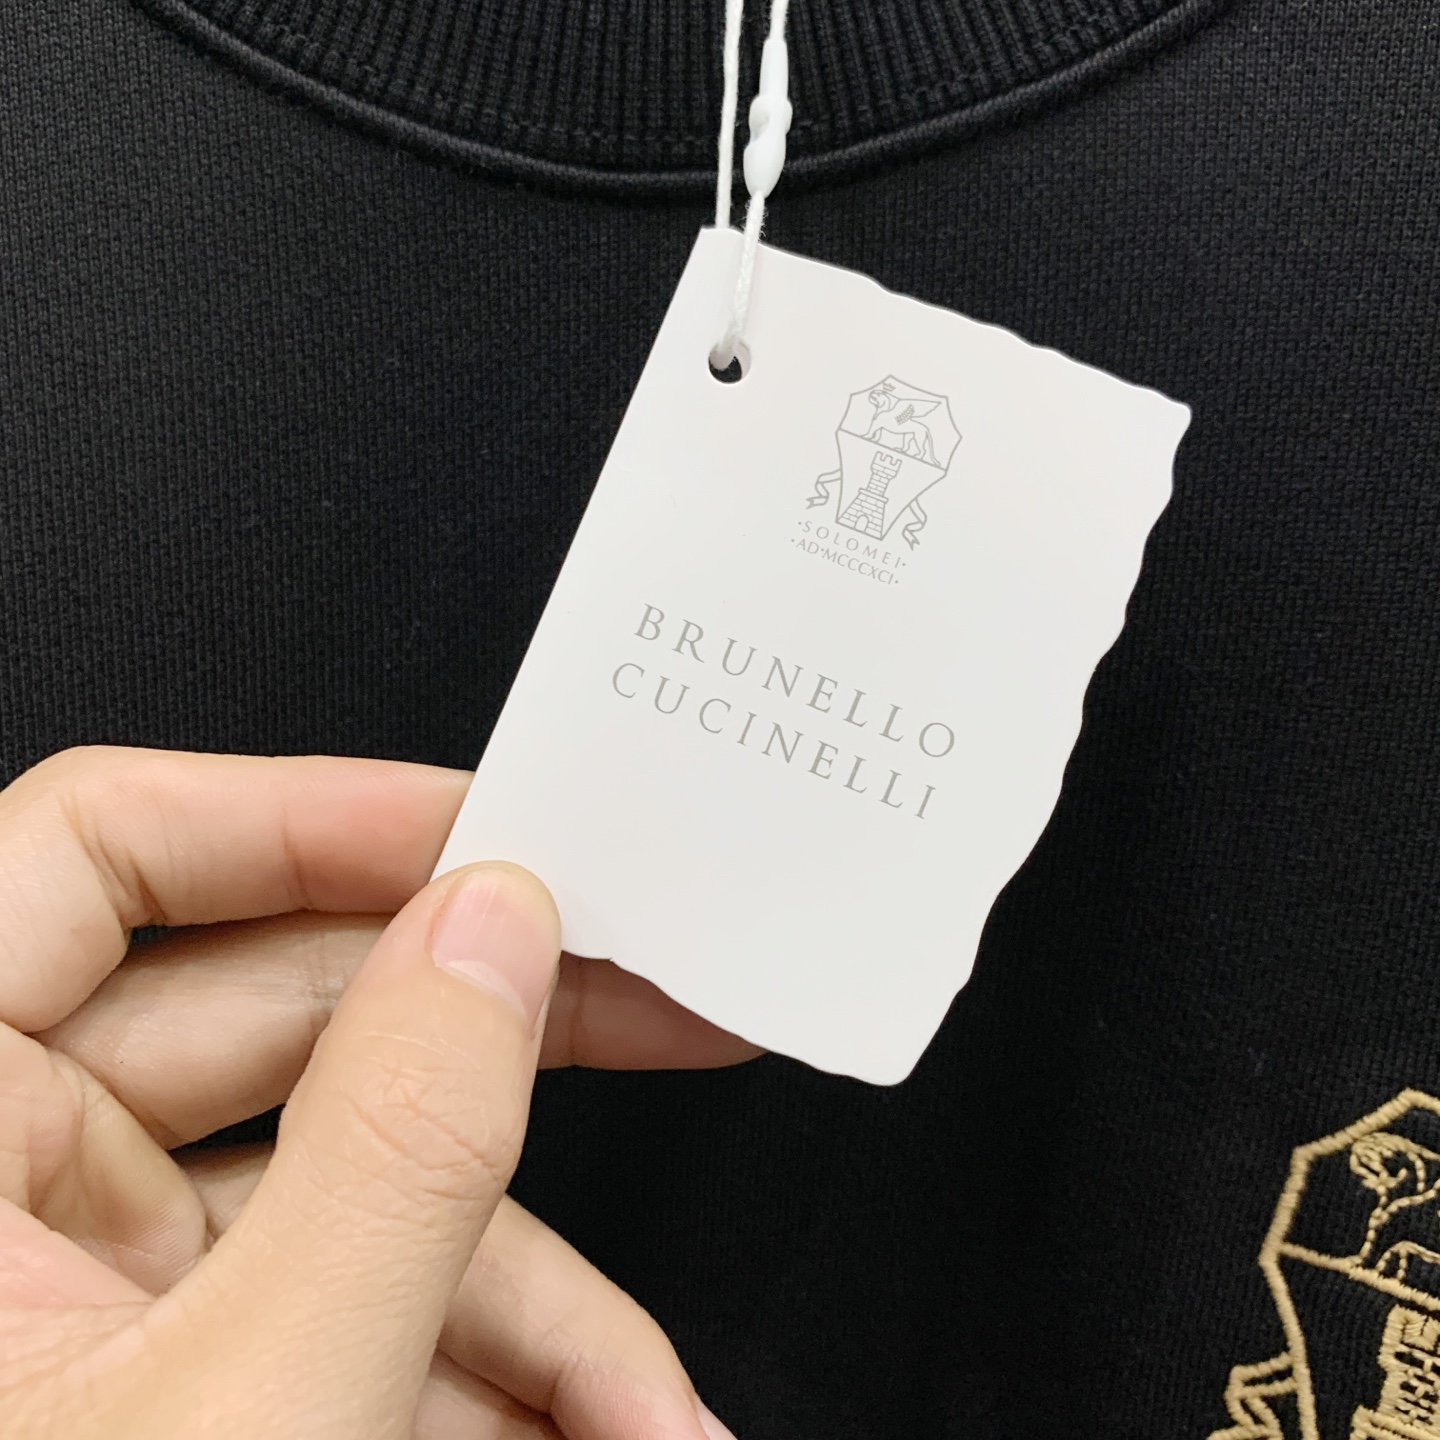 ·SOLOMEI·
·AD·MCCCXCI·
BRUNELLO
CUCINELLI